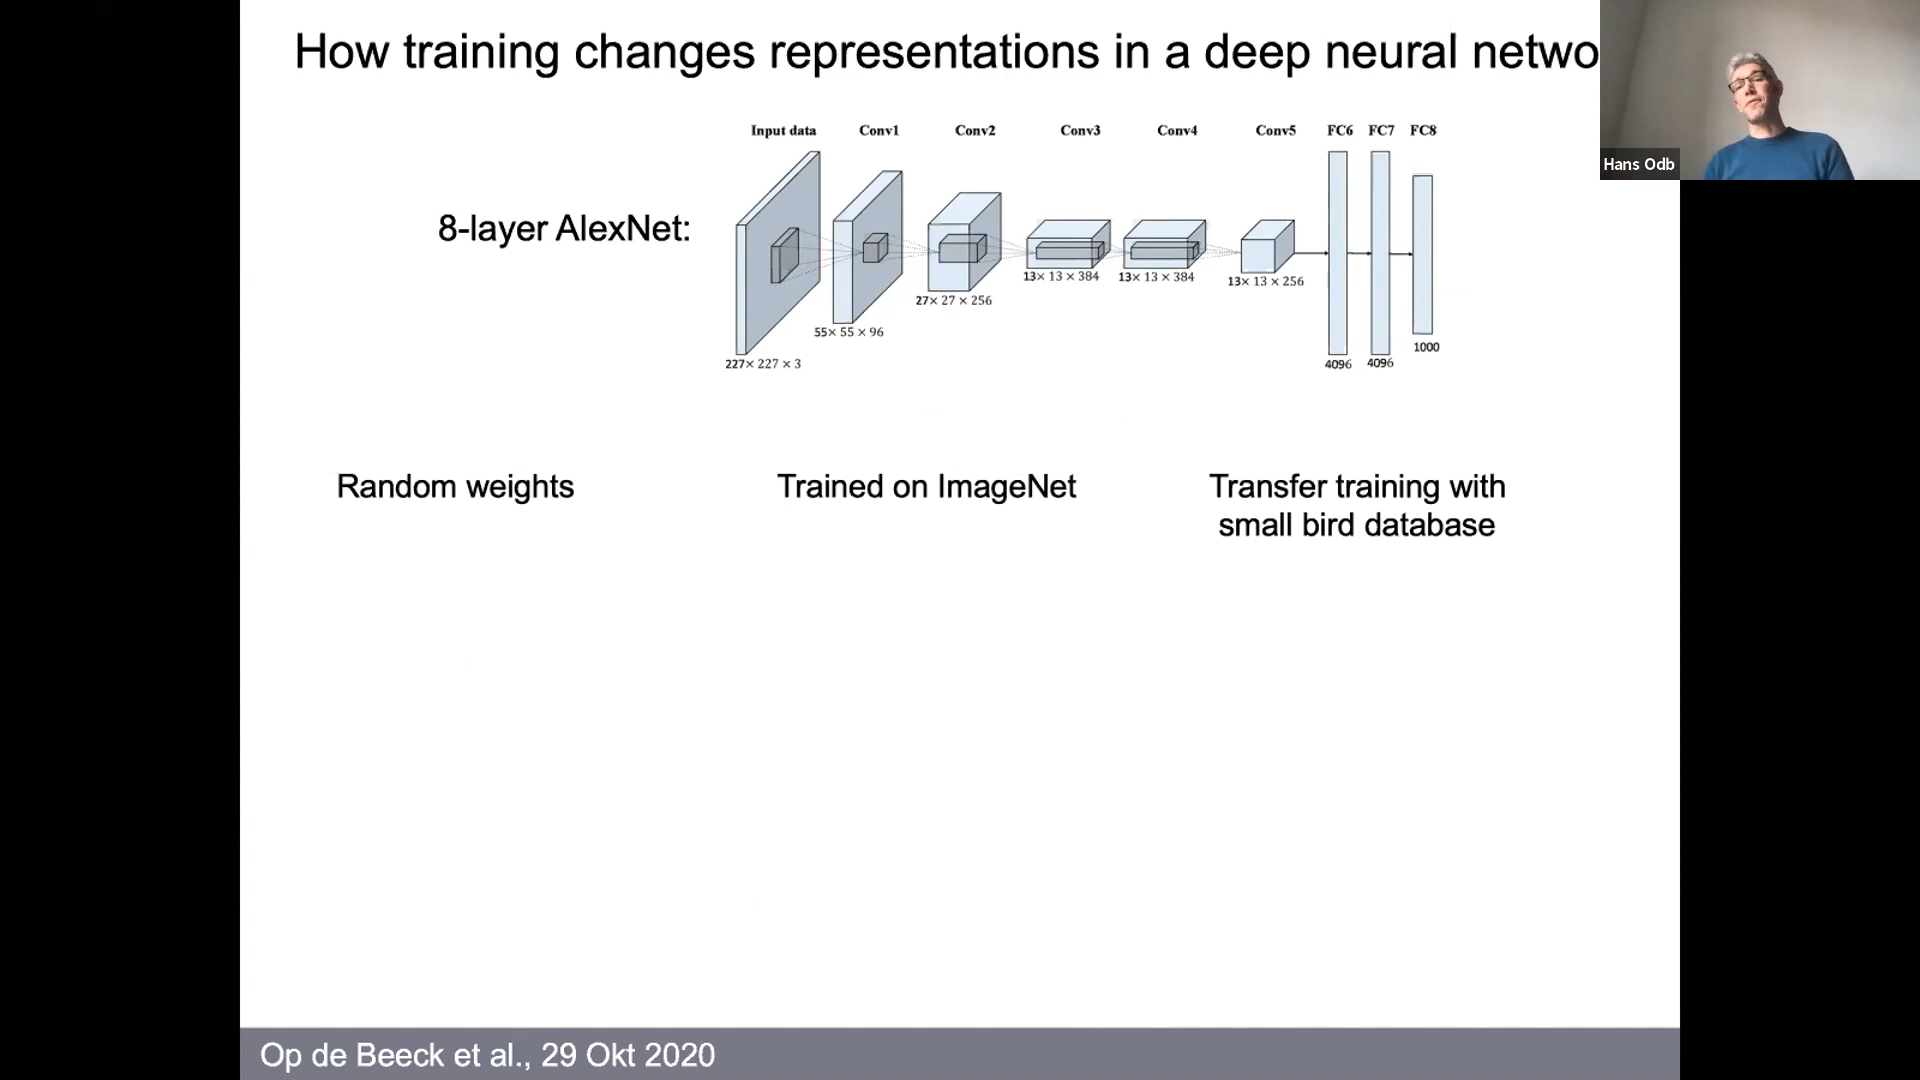 How training changes representations in a deep neural netwo
Hans Odb
Input data Conv1 Conv2 Conv3 Conv4 Conv5 FC6 FC7 FC8
8-layer AlexNet:
13× 13 × 384 13× 13 × 384 13× 13 × 256
27× 27 × 256
55× 55 × 96
1000
227× 227 × 3 4096 4096
Random weights Trained on ImageNet Transfer training with
small bird database
Op de Beeck et al., 29 Okt 2020